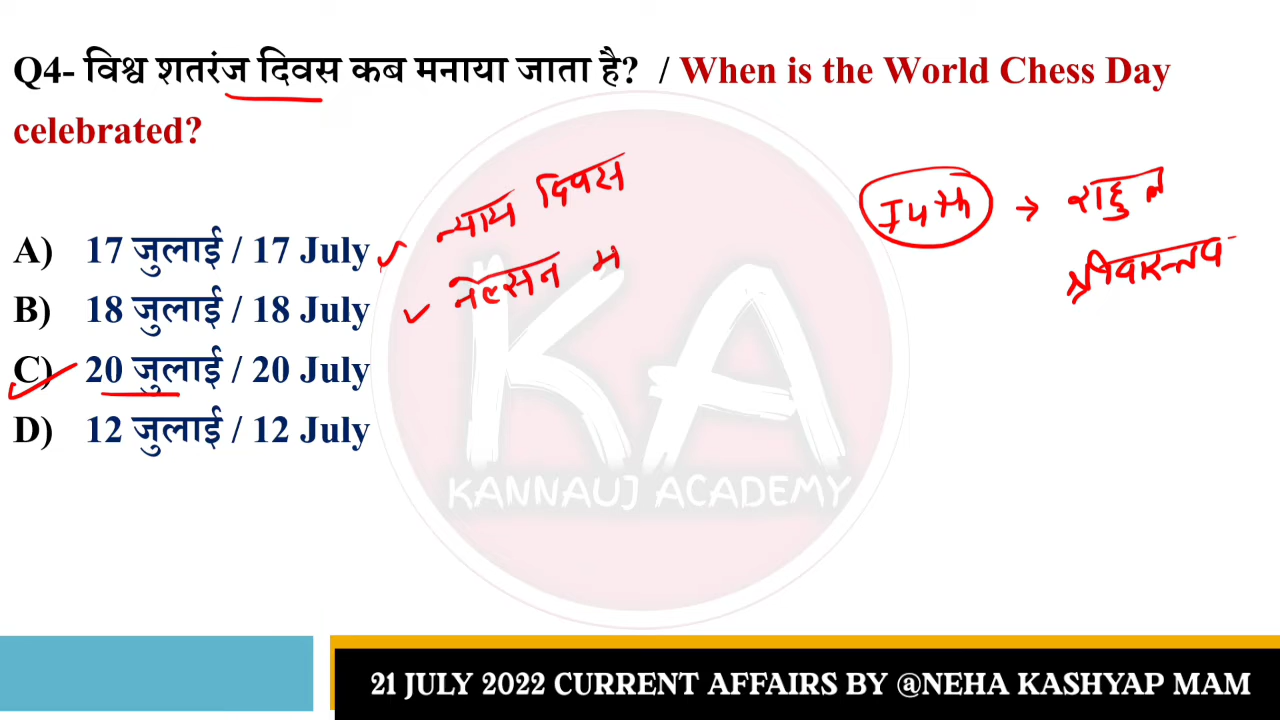 Q4- विश्व शतरंज दिवस कब मनाया जाता है? / When is the World Chess Day
celebrated?
A) 17 जुलाई / 17 July
न्याय दिवस
B) 18 जुलाई / 18 July
नेल्सन म
C) 20 जुलाई / 20 July
D) 12 जुलाई / 12 July
→ राहुल
श्रीवास्तव
KA
KANNAUJ ACADEMY
21 JULY 2022 CURRENT AFFAIRS BY @NEHA KASHYAP MAM